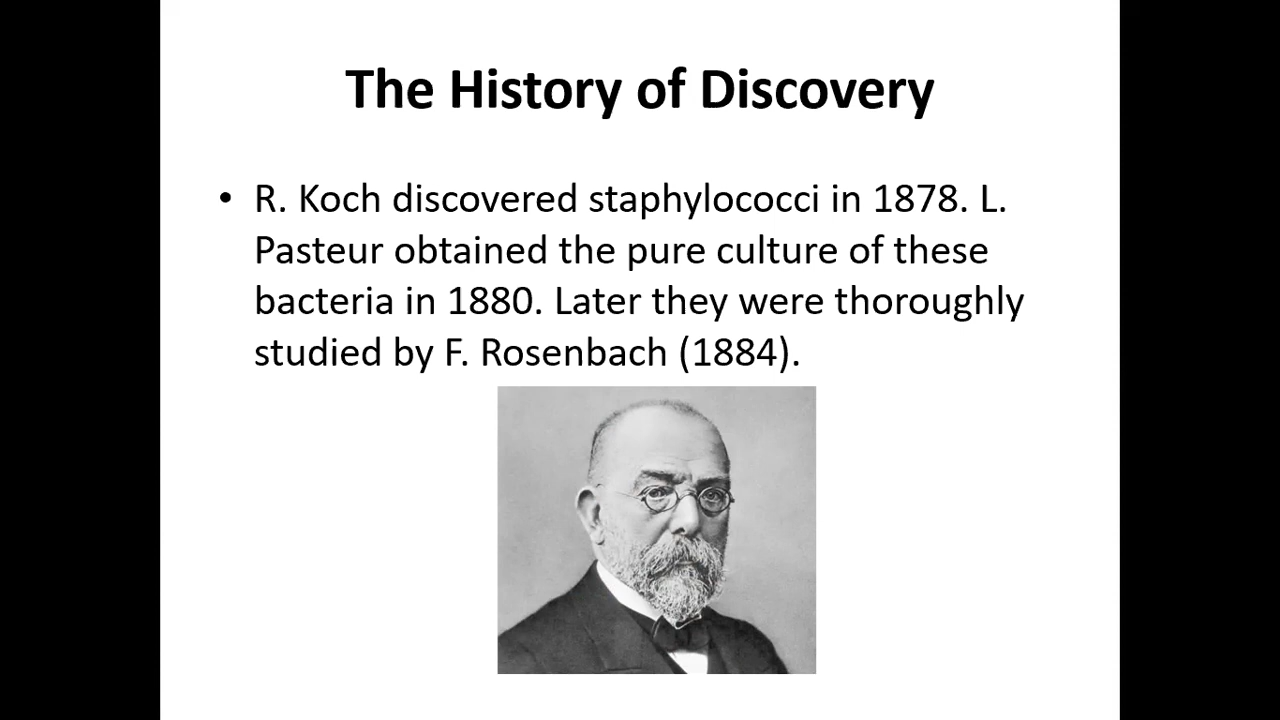 The History of Discovery
• R. Koch discovered staphylococci in 1878. L.
Pasteur obtained the pure culture of these
bacteria in 1880. Later they were thoroughly
studied by F. Rosenbach (1884).